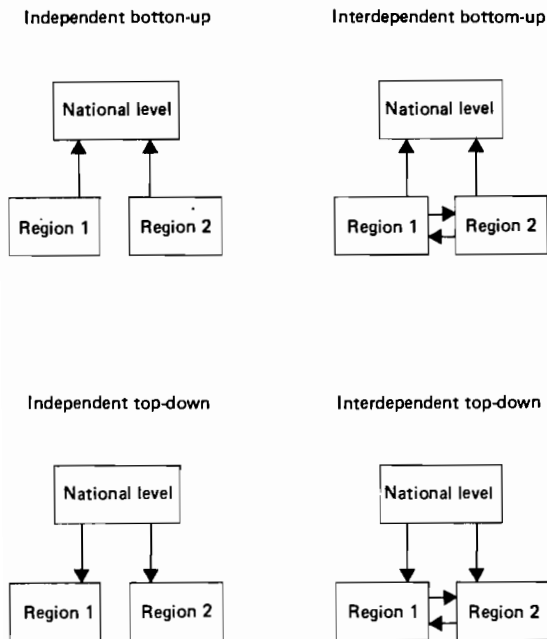 Independent botton-up
Interdependent bottom-up
National level
National level
Region 1
Region 2
Region 1
Region 2
Independent top-down
Interdependent top-down
National level
National level
Region 1
Region 2
Region 1
Region 2